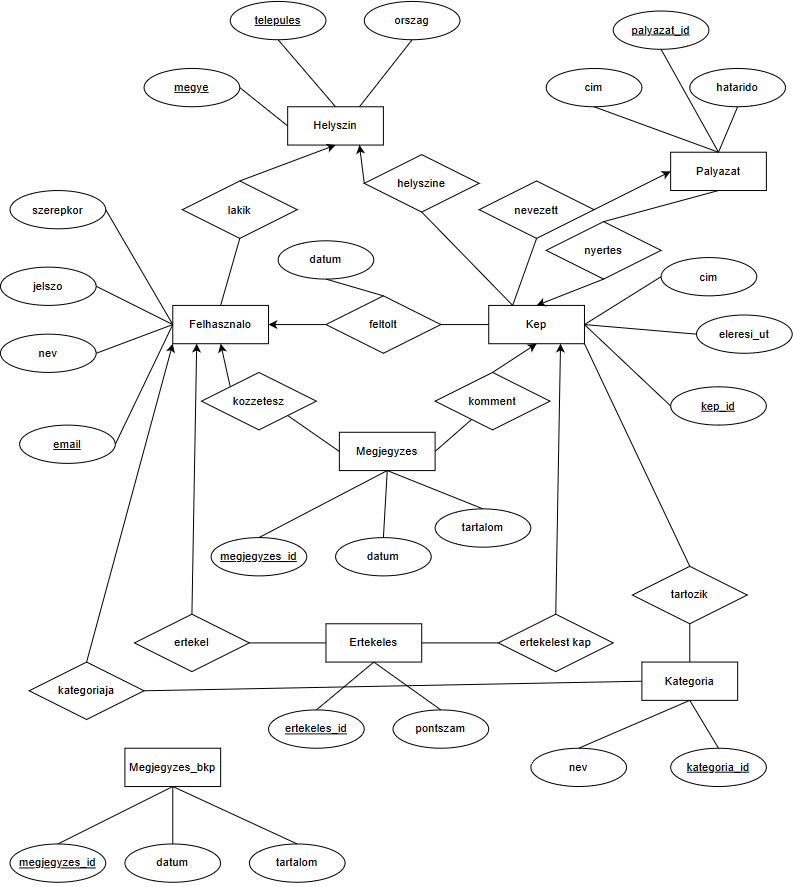 telepules
orszag
palyazat_id
megye
cim
hatarido
Helyszin
Palyazat
helyszine
szerepkor
lakik
nevezett
nyertes
datum
cim
jelszo
Felhasznalo
feltolt
Kep
eleresi_ut
nev
kozzetesz
komment
kep_id
email
Megjegyzes
tartalom
megjegyzes_id
datum
tartozik
ertekel
Ertekeles
ertekelest kap
kategoriaja
Kategoria
ertekeles_id
pontszam
Megjegyzes_bkp
nev
kategoria_id
megjegyzes_id
datum
tartalom